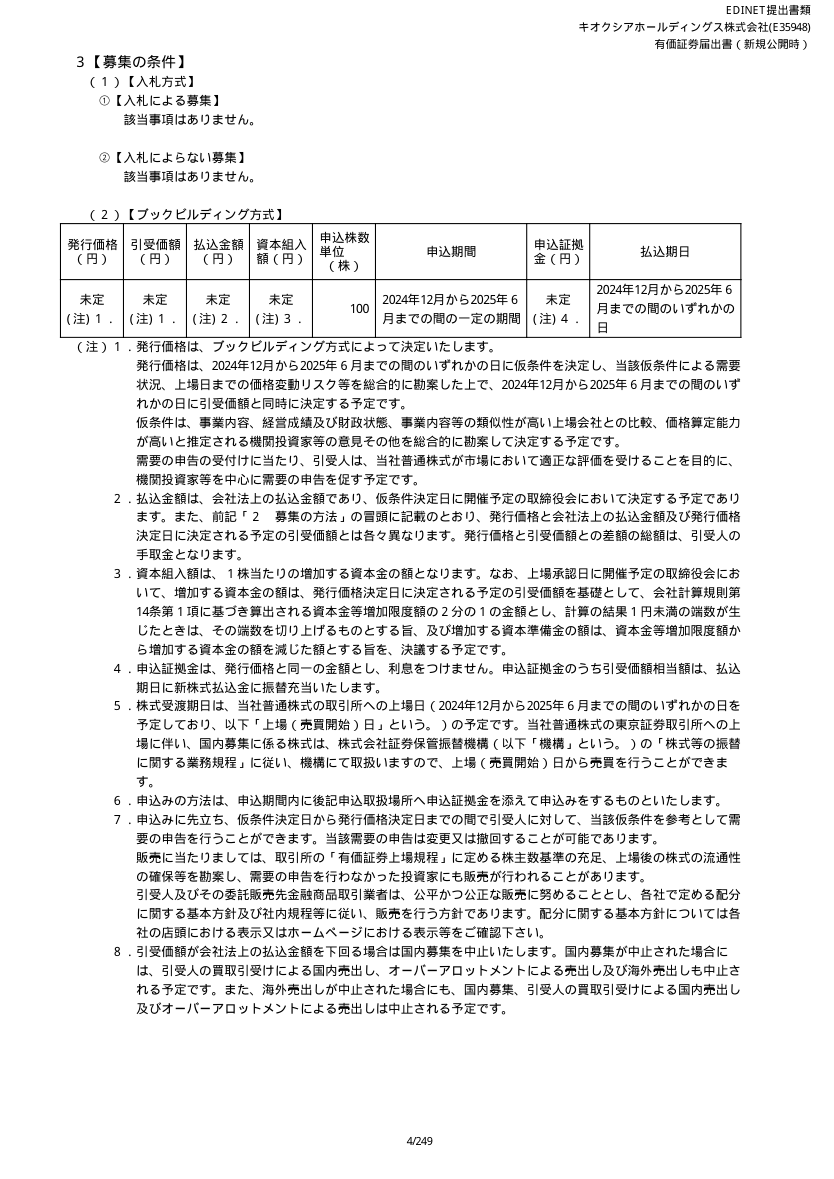 EDINET提出書類
キオクシアホールディングス株式会社(E35948)
有価証券届出書（新規公開時）
３【募集の条件】
（１）【入札方式】
①【入札による募集】
該当事項はありません。
②【入札によらない募集】
該当事項はありません。
（２）【ブックビルディング方式】
発行価格（円）
引受価額（円）
払込金額（円）
資本組入額（円）
申込株数単位（株）
申込期間
申込証拠金（円）
払込期日
未定(注)１．
未定(注)１．
未定(注)２．
未定(注)３．
100
2024年12月から2025年６月までの間の一定の期間
未定(注)４．
2024年12月から2025年６月までの間のいずれかの日
（注）１．発行価格は、ブックビルディング方式によって決定いたします。
発行価格は、2024年12月から2025年６月までの間のいずれかの日に仮条件を決定し、当該仮条件による需要
状況、上場日までの価格変動リスク等を総合的に勘案した上で、2024年12月から2025年６月までの間のいず
れかの日に引受価額と同時に決定する予定です。
仮条件は、事業内容、経営成績及び財政状態、事業内容等の類似性が高い上場会社との比較、価格算定能力
が高いと推定される機関投資家等の意見その他を総合的に勘案して決定する予定です。
需要の申告の受付けに当たり、引受人は、当社普通株式が市場において適正な評価を受けることを目的に、
機関投資家等を中心に需要の申告を促す予定です。
２．払込金額は、会社法上の払込金額であり、仮条件決定日に開催予定の取締役会において決定する予定であり
ます。また、前記「２　募集の方法」の冒頭に記載のとおり、発行価格と会社法上の払込金額及び発行価格
決定日に決定される予定の引受価額とは各々異なります。発行価格と引受価額との差額の総額は、引受人の
手取金となります。
３．資本組入額は、１株当たりの増加する資本金の額となります。なお、上場承認日に開催予定の取締役会にお
いて、増加する資本金の額は、発行価格決定日に決定される予定の引受価額を基礎として、会社計算規則第
14条第１項に基づき算出される資本金等増加限度額の２分の１の金額とし、計算の結果１円未満の端数が生
じたときは、その端数を切り上げるものとする旨、及び増加する資本準備金の額は、資本金等増加限度額か
ら増加する資本金の額を減じた額とする旨を、決議する予定です。
４．申込証拠金は、発行価格と同一の金額とし、利息をつけません。申込証拠金のうち引受価額相当額は、払込
期日に新株式払込金に振替充当いたします。
５．株式受渡期日は、当社普通株式の取引所への上場日（2024年12月から2025年６月までの間のいずれかの日を
予定しており、以下「上場（売買開始）日」という。）の予定です。当社普通株式の東京証券取引所への上
場に伴い、国内募集に係る株式は、株式会社証券保管振替機構（以下「機構」という。）の「株式等の振替
に関する業務規程」に従い、機構にて取扱いますので、上場（売買開始）日から売買を行うことができま
す。
６．申込みの方法は、申込期間内に後記申込取扱場所へ申込証拠金を添えて申込みをするものといたします。
７．申込みに先立ち、仮条件決定日から発行価格決定日までの間で引受人に対して、当該仮条件を参考として需
要の申告を行うことができます。当該需要の申告は変更又は撤回することが可能であります。
販売に当たりましては、取引所の「有価証券上場規程」に定める株主数基準の充足、上場後の株式の流通性
の確保等を勘案し、需要の申告を行わなかった投資家にも販売が行われることがあります。
引受人及びその委託販売先金融商品取引業者は、公平かつ公正な販売に努めることとし、各社で定める配分
に関する基本方針及び社内規程等に従い、販売を行う方針であります。配分に関する基本方針については各
社の店頭における表示又はホームページにおける表示等をご確認下さい。
８．引受価額が会社法上の払込金額を下回る場合は国内募集を中止いたします。国内募集が中止された場合に
は、引受人の買取引受けによる国内売出し、オーバーアロットメントによる売出し及び海外売出しも中止さ
れる予定です。また、海外売出しが中止された場合にも、国内募集、引受人の買取引受けによる国内売出し
及びオーバーアロットメントによる売出しは中止される予定です。
4/249